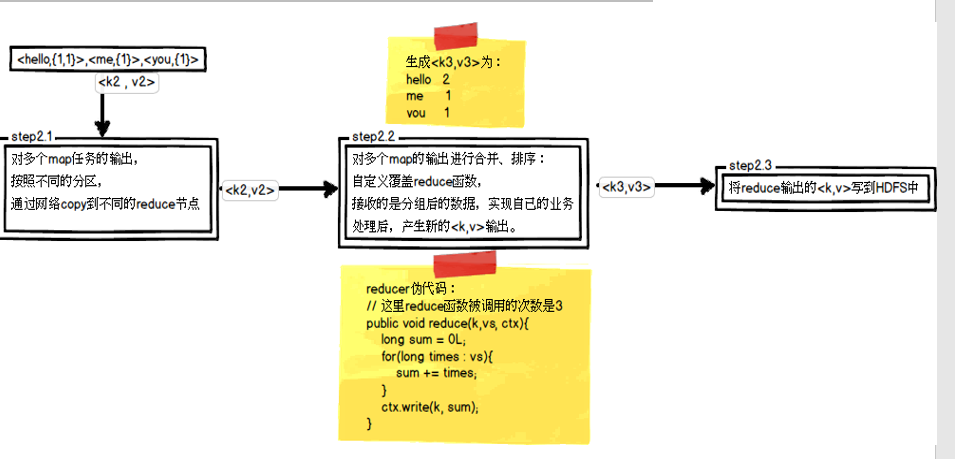 <hello,{1,1}>,<me,{1}>,<you,{1}>
<k2 , v2>
step2.1
对多个map任务的输出，
按照不同的分区，
通过网络copy到不同的reduce节点
<k2,v2>
生成<k3,v3>为：
hello 2
me 1
you 1
step2.2
对多个map的输出进行合并、排序：
自定义覆盖reduce函数，
接收的是分组后的数据，实现自己的业务
处理后，产生新的<k,v>输出。
<k3,v3>
step2.3
将reduce输出的<k,v>写到HDFS中
reducer伪代码：
// 这里reduce函数被调用的次数是3
public void reduce(k,vs, ctx){
long sum = 0L;
for(long times : vs){
sum += times;
}
ctx.write(k, sum);
}